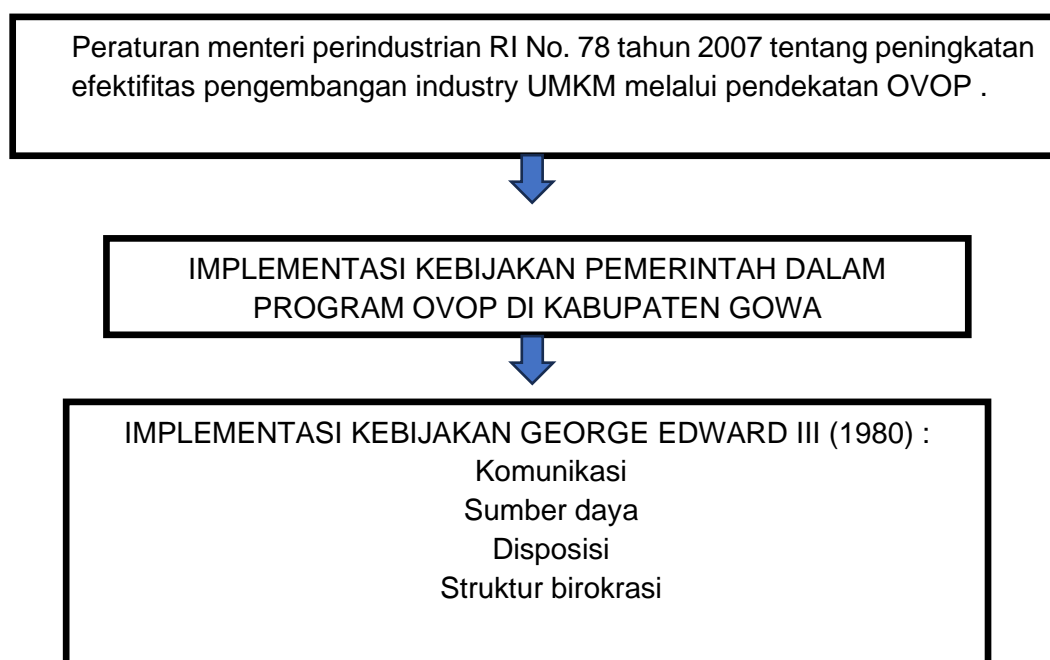 Peraturan menteri perindustrian RI No. 78 tahun 2007 tentang peningkatan
efektifitas pengembangan industry UMKM melalui pendekatan OVOP .
IMPLEMENTASI KEBIJAKAN PEMERINTAH DALAM
PROGRAM OVOP DI KABUPATEN GOWA
IMPLEMENTASI KEBIJAKAN GEORGE EDWARD III (1980) :
Komunikasi
Sumber daya
Disposisi
Struktur birokrasi